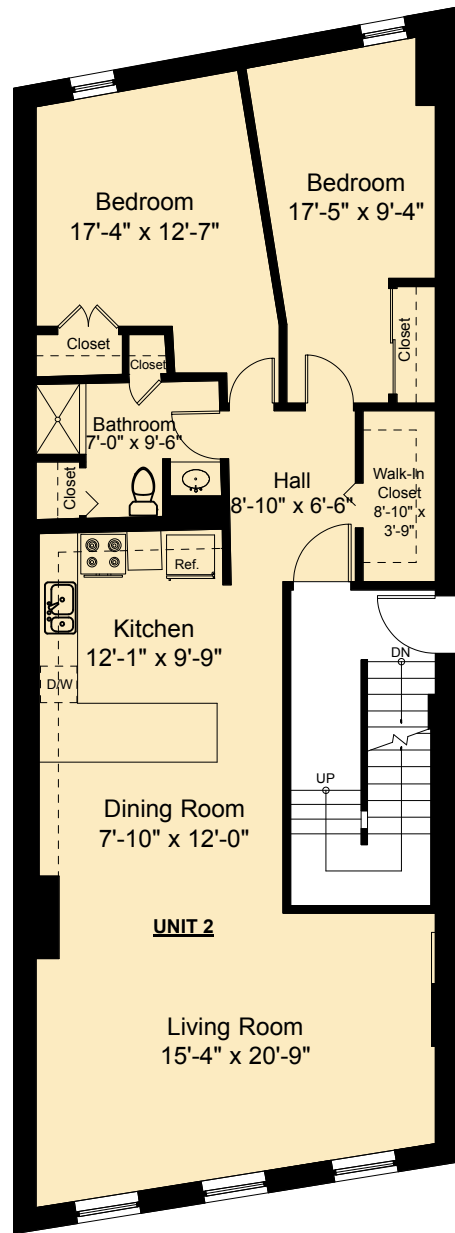 Bedroom
17'-4" x 12'-7"
Bedroom
17'-5" x 9'-4"
Closet
Closet
Closet
Bathroom
7'-0" x 9'-6"
Closet
Hall
8'-10" x 6'-6"
Walk-In
Closet
8'-10" x
3'-9"
Ref.
Kitchen
12'-1" x 9'-9"
D/W
DN
UP
Dining Room
7'-10" x 12'-0"
UNIT 2
Living Room
15'-4" x 20'-9"